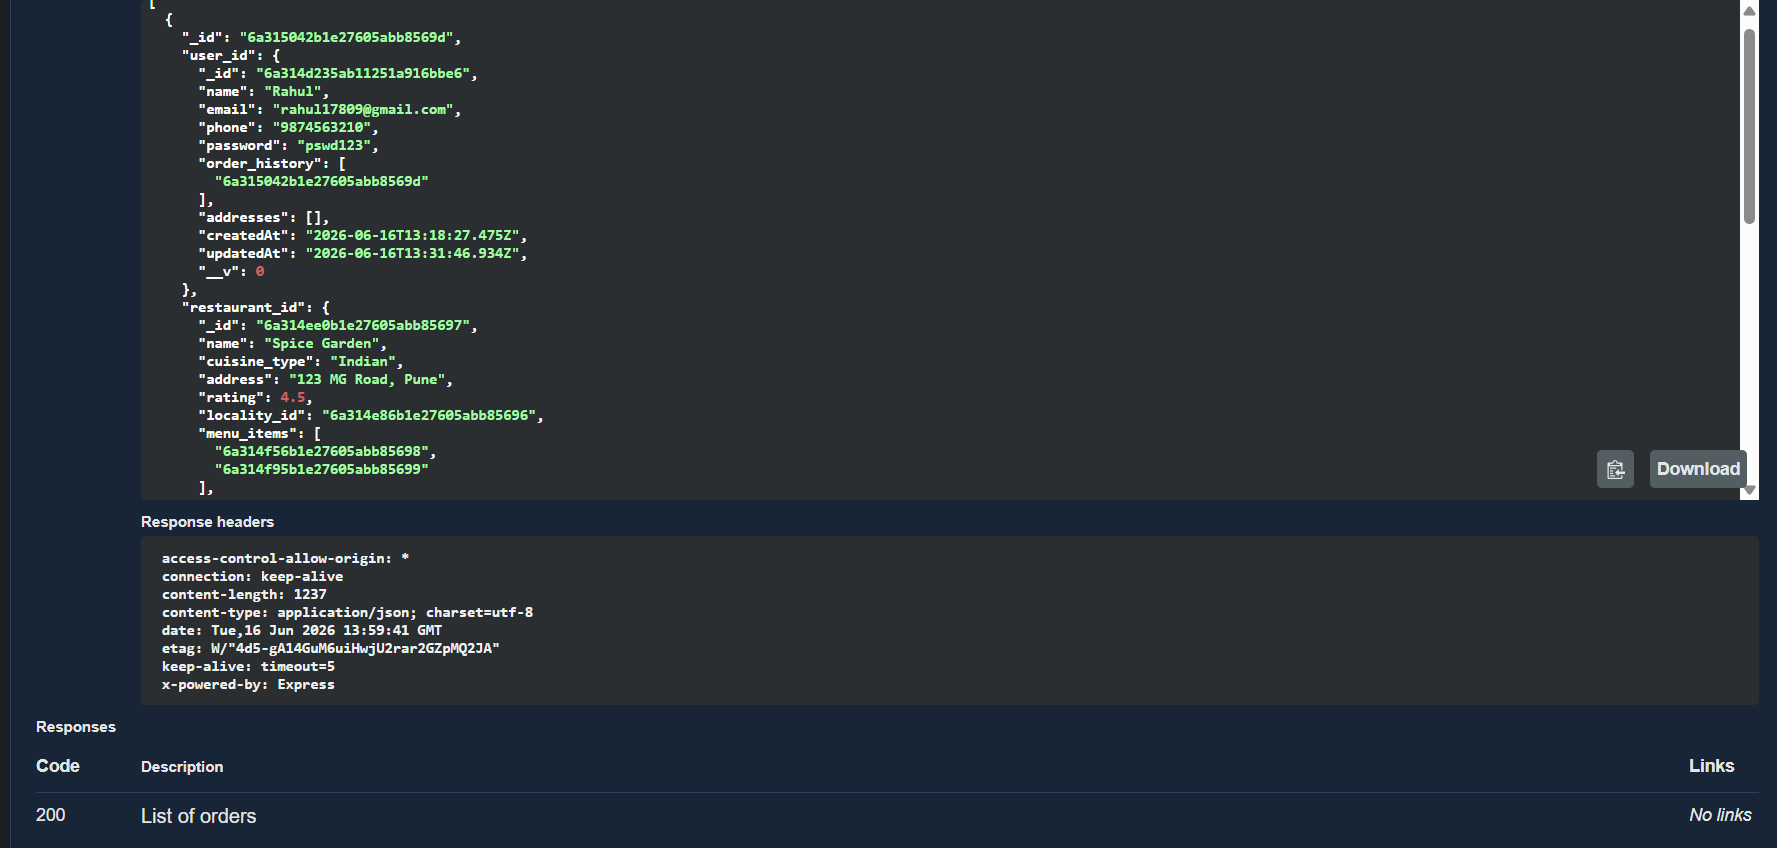 [
{
"_id": "6a315042b1e27605abb8569d",
"user_id": {
"_id": "6a314d235ab11251a916bbe6",
"name": "Rahul",
"email": "rahul17809@gmail.com",
"phone": "9874563210",
"password": "pswd123",
"order_history": [
"6a315042b1e27605abb8569d"
],
"addresses": [],
"createdAt": "2026-06-16T13:18:27.475Z",
"updatedAt": "2026-06-16T13:31:46.934Z",
"__v": 0
},
"restaurant_id": {
"_id": "6a314ee0b1e27605abb85697",
"name": "Spice Garden",
"cuisine_type": "Indian",
"address": "123 MG Road, Pune",
"rating": 4.5,
"locality_id": "6a314e86b1e27605abb85696",
"menu_items": [
"6a314f56b1e27605abb85698",
"6a314f95b1e27605abb85699"
],
Download
Response headers
access-control-allow-origin: *
connection: keep-alive
content-length: 1237
content-type: application/json; charset=utf-8
date: Tue,16 Jun 2026 13:59:41 GMT
etag: W/"4d5-gA14GuM6uiHwjU2rar2GZpMQ2JA"
keep-alive: timeout=5
x-powered-by: Express
Responses
Code Description Links
200 List of orders No links